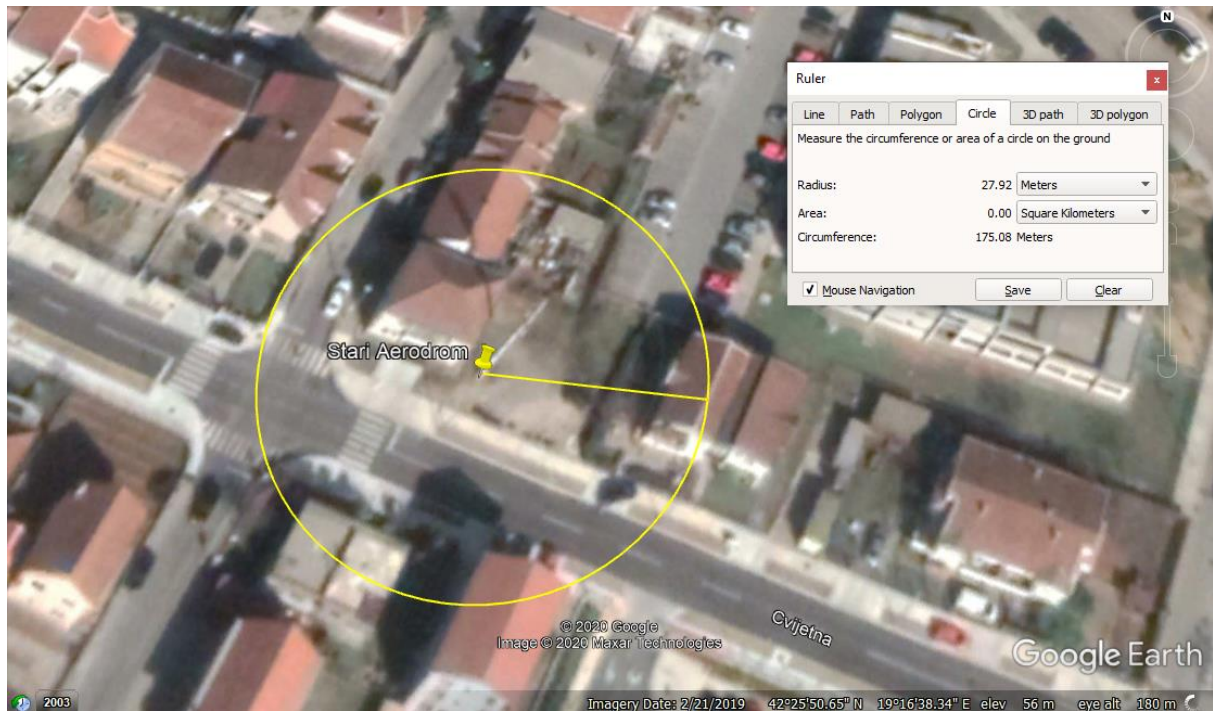 N
Ruler
x
Line Path Polygon Circle 3D path 3D polygon
Measure the circumference or area of a circle on the ground
Radius: 27.92 Meters
Area: 0.00 Square Kilometers
Circumference: 175.08 Meters
Mouse Navigation Save Clear
Stari Aerodrom
Cvijetna
© 2020 Google
Image © 2020 Maxar Technologies
Google Earth
2003 Imagery Date: 2/21/2019 42°25'50.65" N 19°16'38.34" E elev 56 m eye alt 180 m